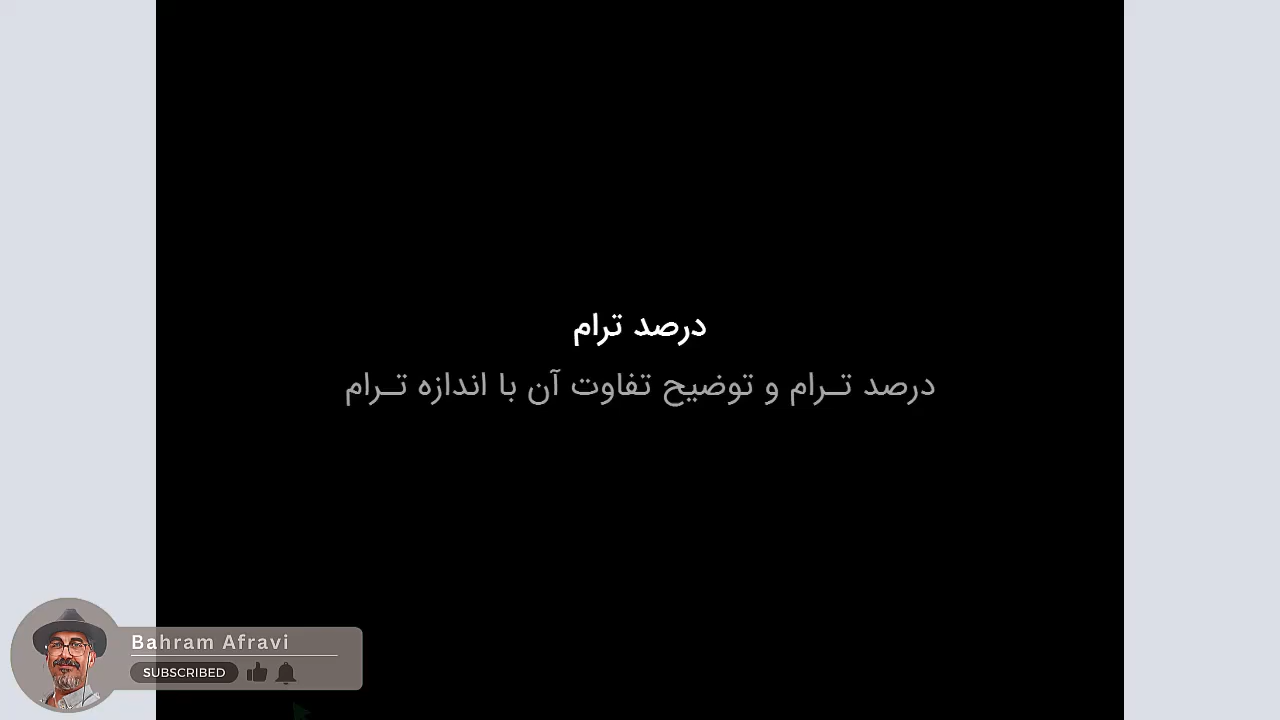 درصد ترام
درصد تـرام و توضیح تفاوت آن با اندازه تـرام
Bahram Afravi
SUBSCRIBED